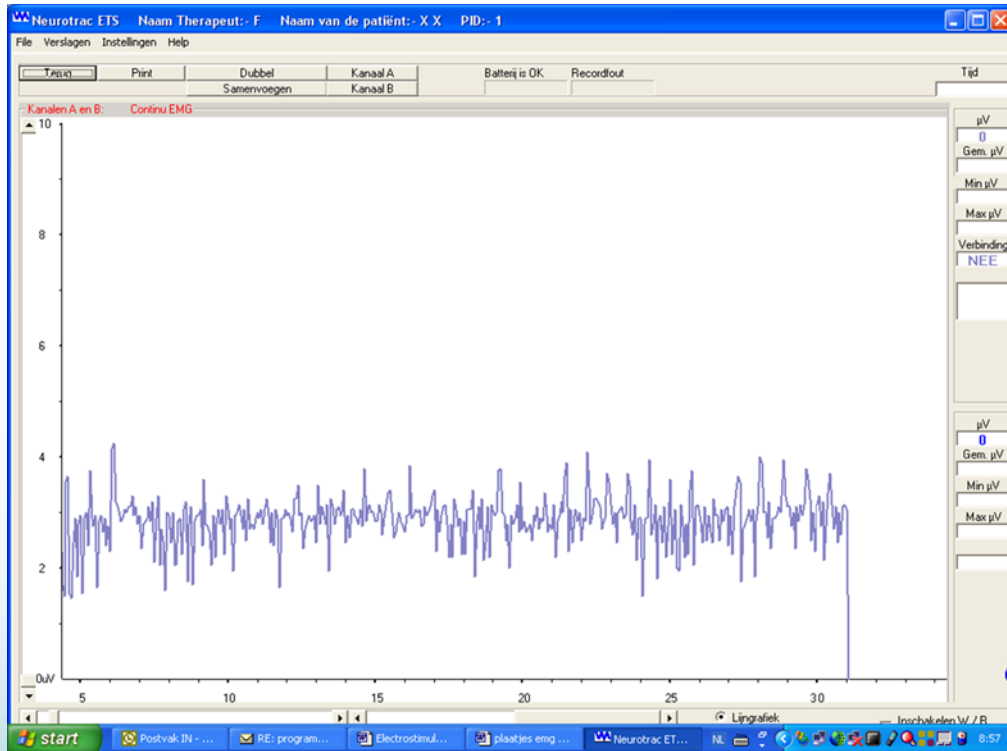 Neurotrac ETS Naam Therapeut:- F Naam van de patiënt:- X X PID:- 1
File Verslagen Instellingen Help
Terug Print Dubbel Kanaal A Batterij is OK Recordfout Tijd
Samenvoegen Kanaal B
Kanalen A en B: Continu EMG
10
8
6
4
2
0uV
5 10 15 20 25 30
µV
0
Gem. µV
Min µV
Max µV
Verbinding
NEE
µV
0
Gem. µV
Min µV
Max µV
Lijngrafiek Inschakelen W / B
start Postvak IN - ... RE: program... Electrostimul... plaatjes emg ... Neurotrac ET... NL 8:57